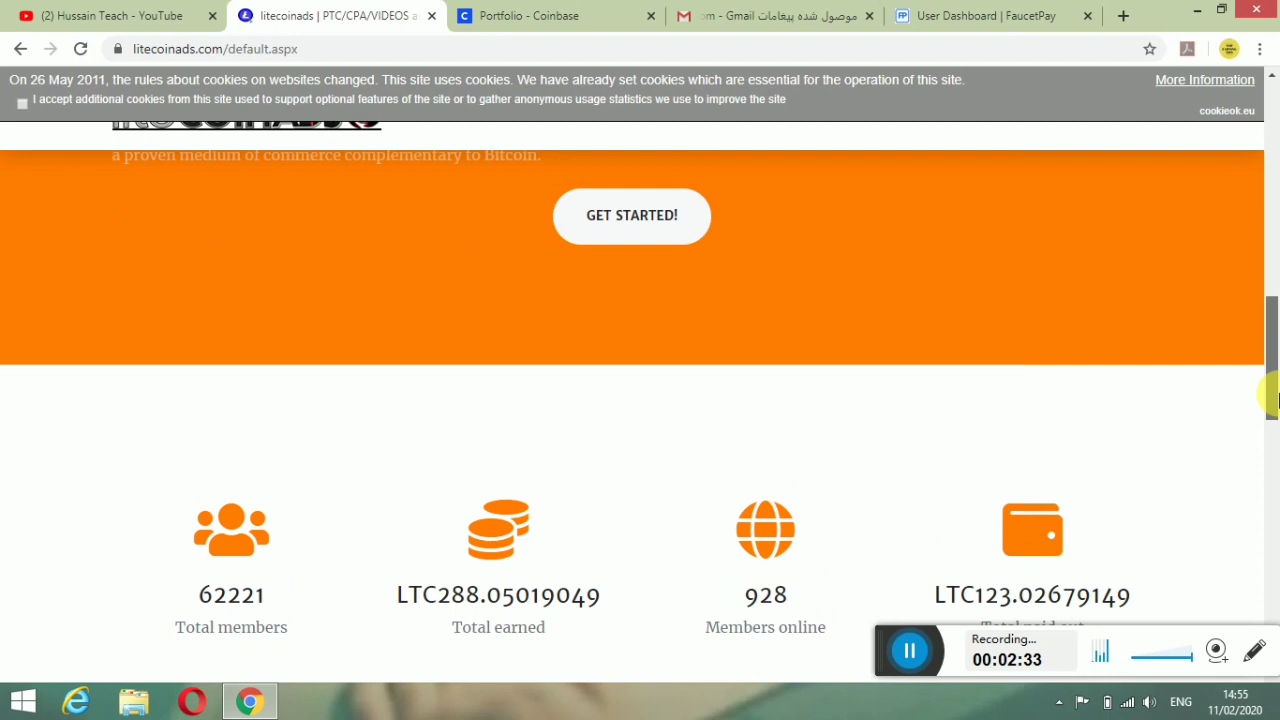 (2) Hussain Teach - YouTube
litecoinads | PTC/CPA/VIDEOS a
Portfolio - Coinbase
موصول شدہ پیغامات - Gmail
User Dashboard | FaucetPay
litecoinads.com/default.aspx
On 26 May 2011, the rules about cookies on websites changed. This site uses cookies. We have already set cookies which are essential for the operation of this site.
More Information
I accept additional cookies from this site used to support optional features of the site or to gather anonymous usage statistics we use to improve the site
cookieok.eu
a proven medium of commerce complementary to Bitcoin.
GET STARTED!
62221
Total members
LTC288.05019049
Total earned
928
Members online
LTC123.02679149
Total paid out
Recording...
00:02:33
ENG
14:55
11/02/2020